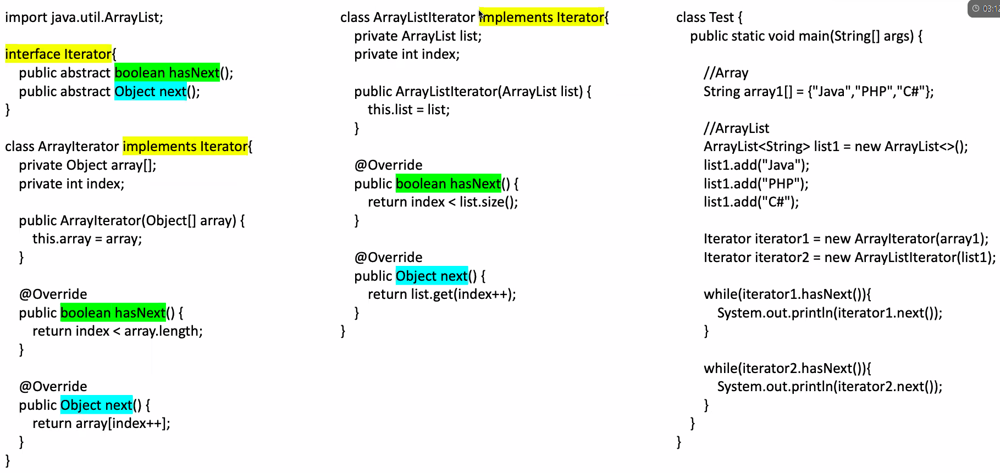 import java.util.ArrayList;
interface Iterator{
public abstract boolean hasNext();
public abstract Object next();
}
class ArrayIterator implements Iterator{
private Object array[];
private int index;
public ArrayIterator(Object[] array) {
this.array = array;
}
@Override
public boolean hasNext() {
return index < array.length;
}
@Override
public Object next() {
return array[index++];
}
}
class ArrayListIterator implements Iterator{
private ArrayList list;
private int index;
public ArrayListIterator(ArrayList list) {
this.list = list;
}
@Override
public boolean hasNext() {
return index < list.size();
}
@Override
public Object next() {
return list.get(index++);
}
}
class Test {
public static void main(String[] args) {
//Array
String array1[] = {"Java","PHP","C#"};
//ArrayList
ArrayList<String> list1 = new ArrayList<>();
list1.add("Java");
list1.add("PHP");
list1.add("C#");
Iterator iterator1 = new ArrayIterator(array1);
Iterator iterator2 = new ArrayListIterator(list1);
while(iterator1.hasNext()){
System.out.println(iterator1.next());
}
while(iterator2.hasNext()){
System.out.println(iterator2.next());
}
}
}